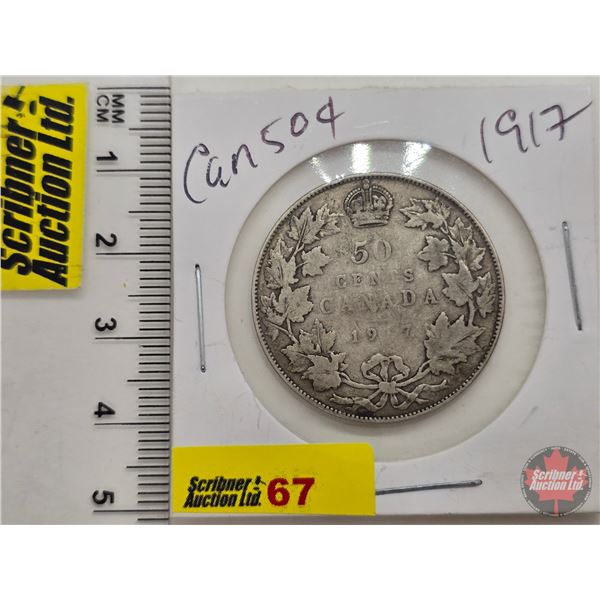 Scribner
Auction Ltd.
MM
CM
1
2
3
4
5
Can 50¢
1917
50
CENTS
CANADA
1917
Scribner
Auction Ltd.
67
Scribner
Auction Ltd.